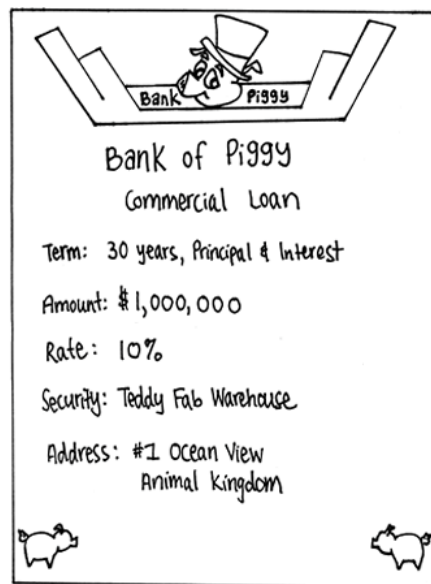 Bank Piggy
Bank of Piggy
Commercial Loan
Term: 30 years, Principal & Interest
Amount: $1,000,000
Rate: 10%
Security: Teddy Fab Warehouse
Address: #1 Ocean View
Animal Kingdom